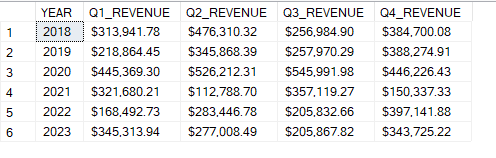 YEAR Q1_REVENUE Q2_REVENUE Q3_REVENUE Q4_REVENUE
1 2018 $313,941.78 $476,310.32 $256,984.90 $384,700.08
2 2019 $218,864.45 $345,868.39 $257,970.29 $388,274.91
3 2020 $445,369.30 $526,212.31 $545,991.98 $446,226.43
4 2021 $321,680.21 $112,788.70 $357,119.27 $150,337.33
5 2022 $168,492.73 $283,446.78 $205,832.66 $397,141.88
6 2023 $345,313.94 $277,008.49 $205,867.82 $343,725.22